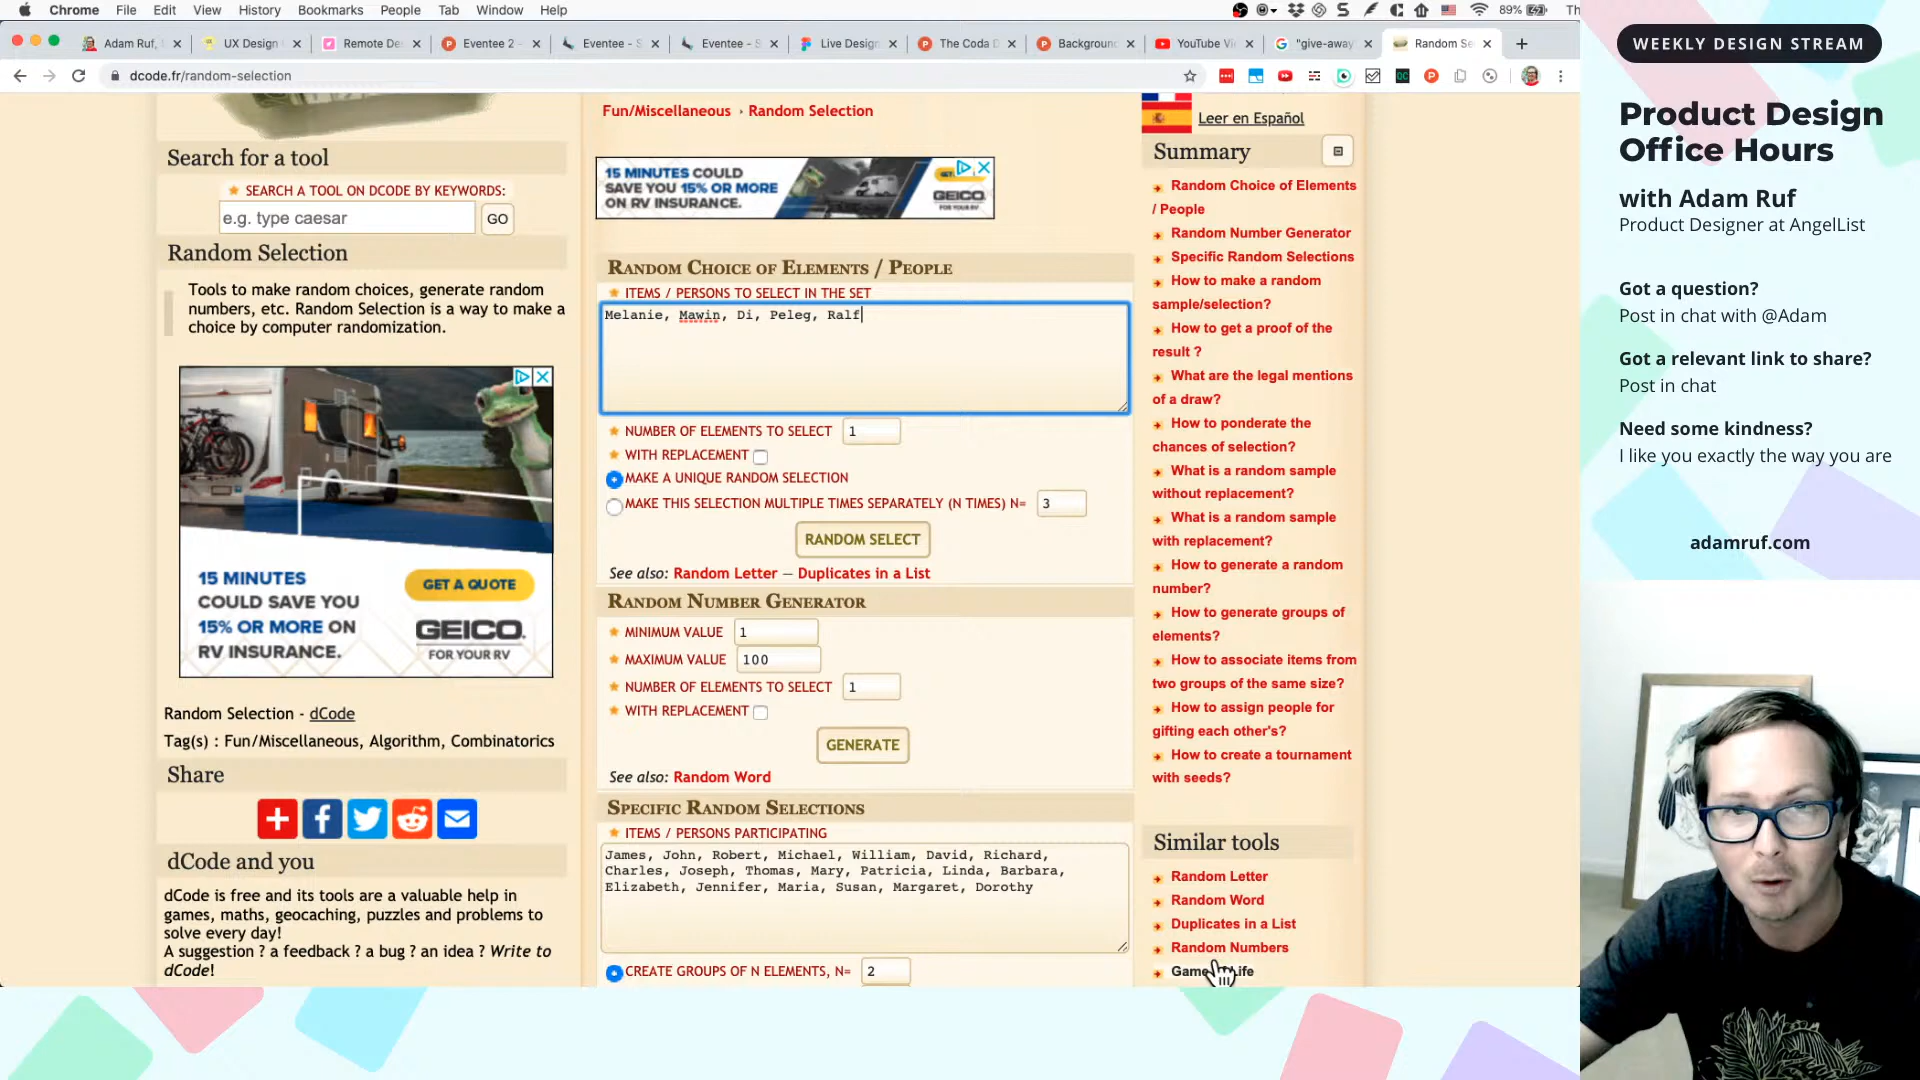 Chrome File Edit View History Bookmarks People Tab Window Help 89% Th
Adam Ruf, UX Design Remote De Eventee 2 - Eventee - S Eventee - S Live Design The Coda D Background YouTube Vi "give-away Random Se
dcode.fr/random-selection
Search for a tool
SEARCH A TOOL ON DCODE BY KEYWORDS:
e.g. type caesar GO
Random Selection
Tools to make random choices, generate random
numbers, etc. Random Selection is a way to make a
choice by computer randomization.
15 MINUTES
COULD SAVE YOU
15% OR MORE ON
RV INSURANCE.
GET A QUOTE
GEICO.
FOR YOUR RV
Random Selection - dCode
Tag(s) : Fun/Miscellaneous, Algorithm, Combinatorics
Share
dCode and you
dCode is free and its tools are a valuable help in
games, maths, geocaching, puzzles and problems to
solve every day!
A suggestion ? a feedback ? a bug ? an idea ? Write to
dCode!
Fun/Miscellaneous › Random Selection
15 MINUTES COULD
SAVE YOU 15% OR MORE
ON RV INSURANCE.
GEICO
FOR YOUR RV
RANDOM CHOICE OF ELEMENTS / PEOPLE
ITEMS / PERSONS TO SELECT IN THE SET
Melanie, Mawin, Di, Peleg, Ralf
NUMBER OF ELEMENTS TO SELECT 1
WITH REPLACEMENT
MAKE A UNIQUE RANDOM SELECTION
MAKE THIS SELECTION MULTIPLE TIMES SEPARATELY (N TIMES) N= 3
RANDOM SELECT
See also: Random Letter — Duplicates in a List
RANDOM NUMBER GENERATOR
MINIMUM VALUE 1
MAXIMUM VALUE 100
NUMBER OF ELEMENTS TO SELECT 1
WITH REPLACEMENT
GENERATE
See also: Random Word
SPECIFIC RANDOM SELECTIONS
ITEMS / PERSONS PARTICIPATING
James, John, Robert, Michael, William, David, Richard,
Charles, Joseph, Thomas, Mary, Patricia, Linda, Barbara,
Elizabeth, Jennifer, Maria, Susan, Margaret, Dorothy
CREATE GROUPS OF N ELEMENTS, N= 2
Leer en Español
Summary
Random Choice of Elements
/ People
Random Number Generator
Specific Random Selections
How to make a random
sample/selection?
How to get a proof of the
result ?
What are the legal mentions
of a draw?
How to ponderate the
chances of selection?
What is a random sample
without replacement?
What is a random sample
with replacement?
How to generate a random
number?
How to generate groups of
elements?
How to associate items from
two groups of the same size?
How to assign people for
gifting each other's?
How to create a tournament
with seeds?
Similar tools
Random Letter
Random Word
Duplicates in a List
Random Numbers
WEEKLY DESIGN STREAM
Product Design
Office Hours
with Adam Ruf
Product Designer at AngelList
Got a question?
Post in chat with @Adam
Got a relevant link to share?
Post in chat
Need some kindness?
I like you exactly the way you are
adamruf.com